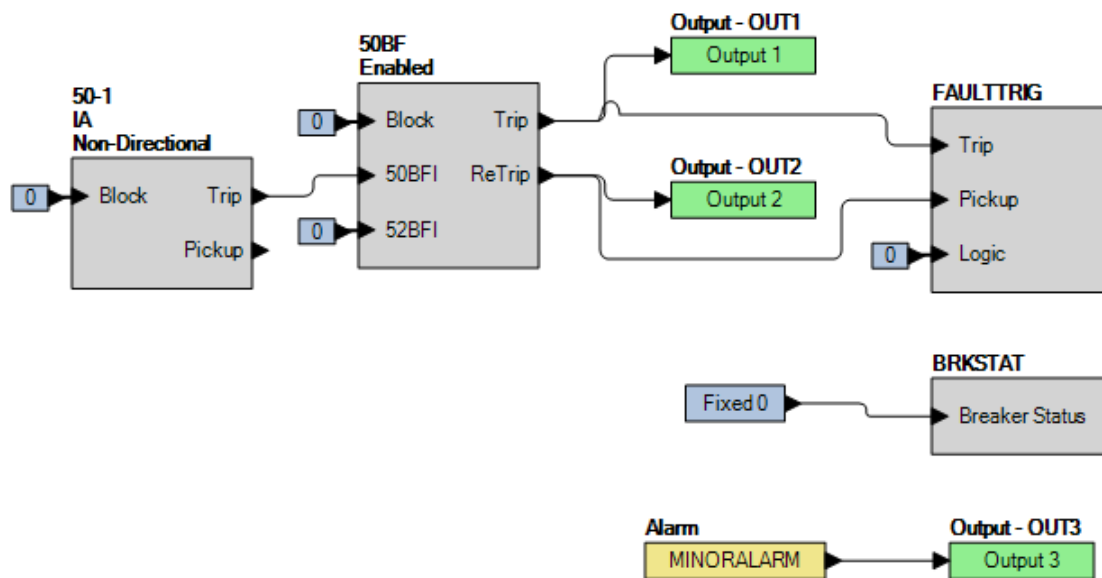 50-1
IA
Non-Directional
0
Block
Trip
Pickup
50BF
Enabled
0
Block
Trip
50BFI
ReTrip
0
52BFI
Output - OUT1
Output 1
Output - OUT2
Output 2
FAULTTRIG
Trip
Pickup
0
Logic
BRKSTAT
Fixed 0
Breaker Status
Alarm
MINORALARM
Output - OUT3
Output 3